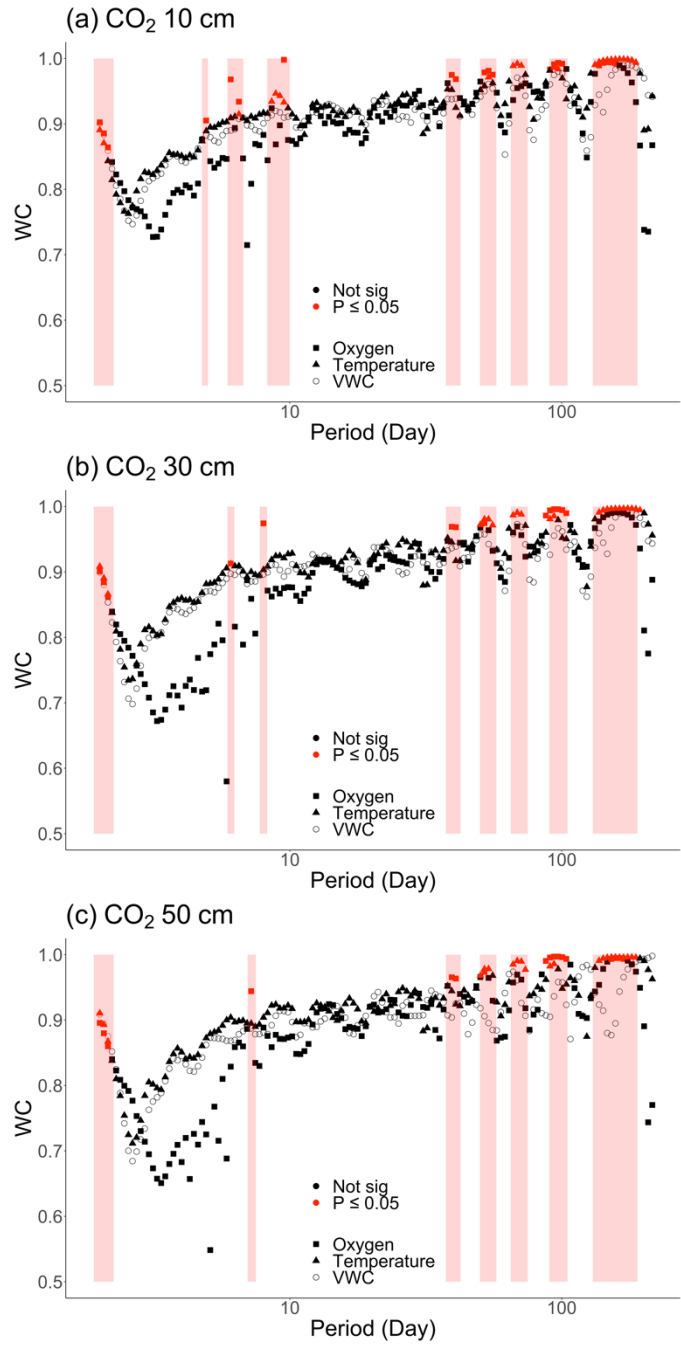 (a) CO₂ 10 cm
1.0
0.9
0.8
0.7
0.6
0.5
WC
Not sig
P ≤ 0.05
Oxygen
Temperature
VWC
10
100
Period (Day)
(b) CO₂ 30 cm
1.0
0.9
0.8
0.7
0.6
0.5
WC
Not sig
P ≤ 0.05
Oxygen
Temperature
VWC
10
100
Period (Day)
(c) CO₂ 50 cm
1.0
0.9
0.8
0.7
0.6
0.5
WC
Not sig
P ≤ 0.05
Oxygen
Temperature
VWC
10
100
Period (Day)